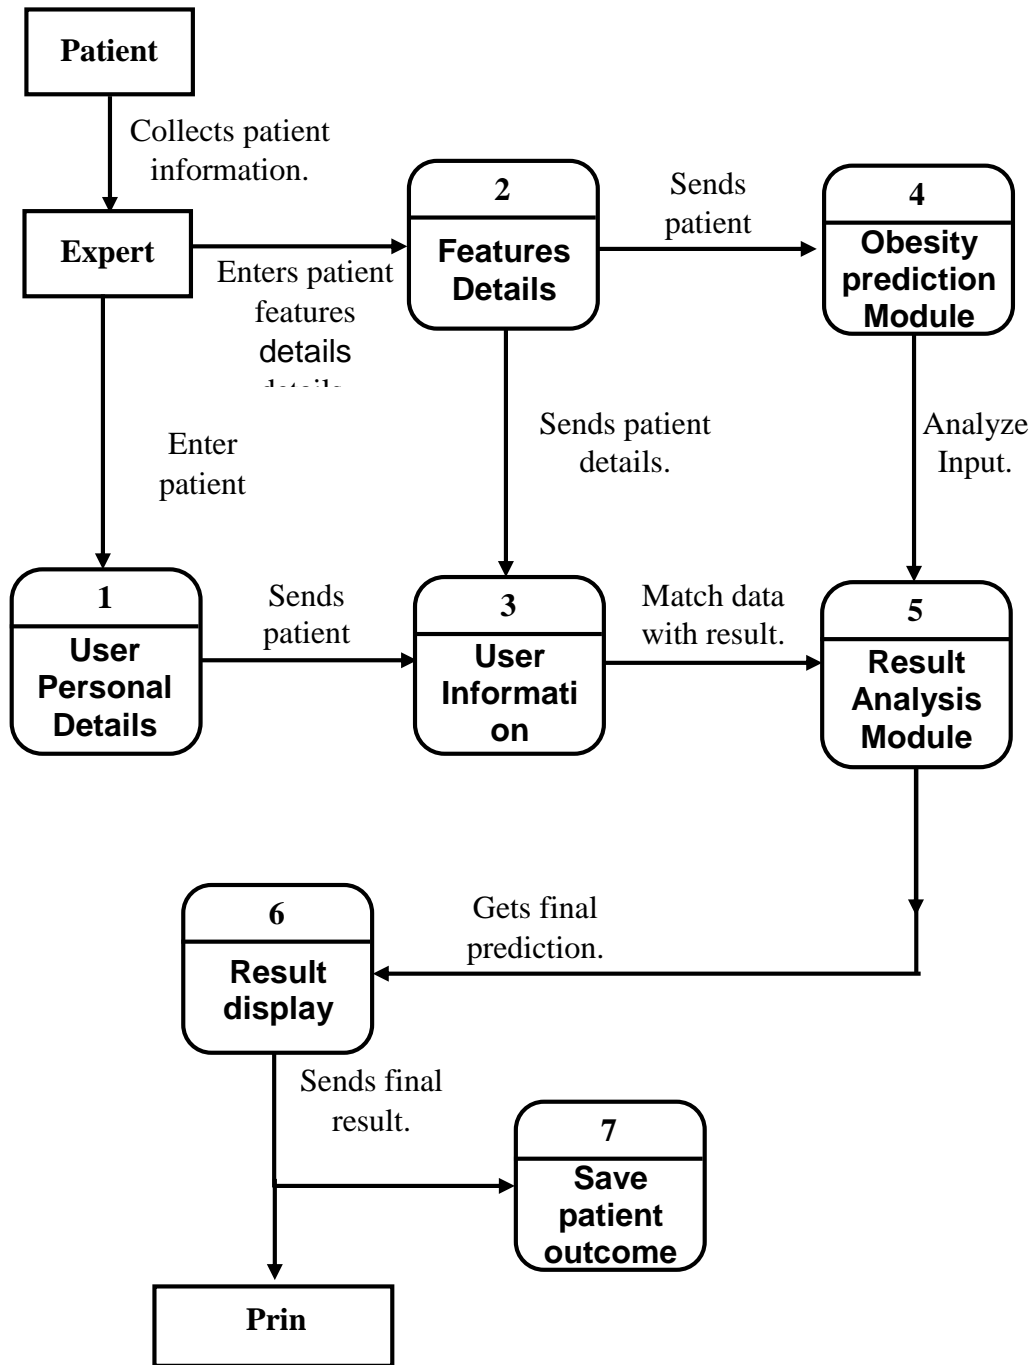 Patient
Collects patient
information.
2
Sends
patient
4
Expert
Features
Details
Obesity
prediction
Module
Enters patient
features
details
Sends patient
details.
Analyze
Input.
Enter
patient
1
User
Personal
Details
Sends
patient
3
User
Informati
on
Match data
with result.
5
Result
Analysis
Module
6
Result
display
Gets final
prediction.
Sends final
result.
7
Save
patient
outcome
Prin